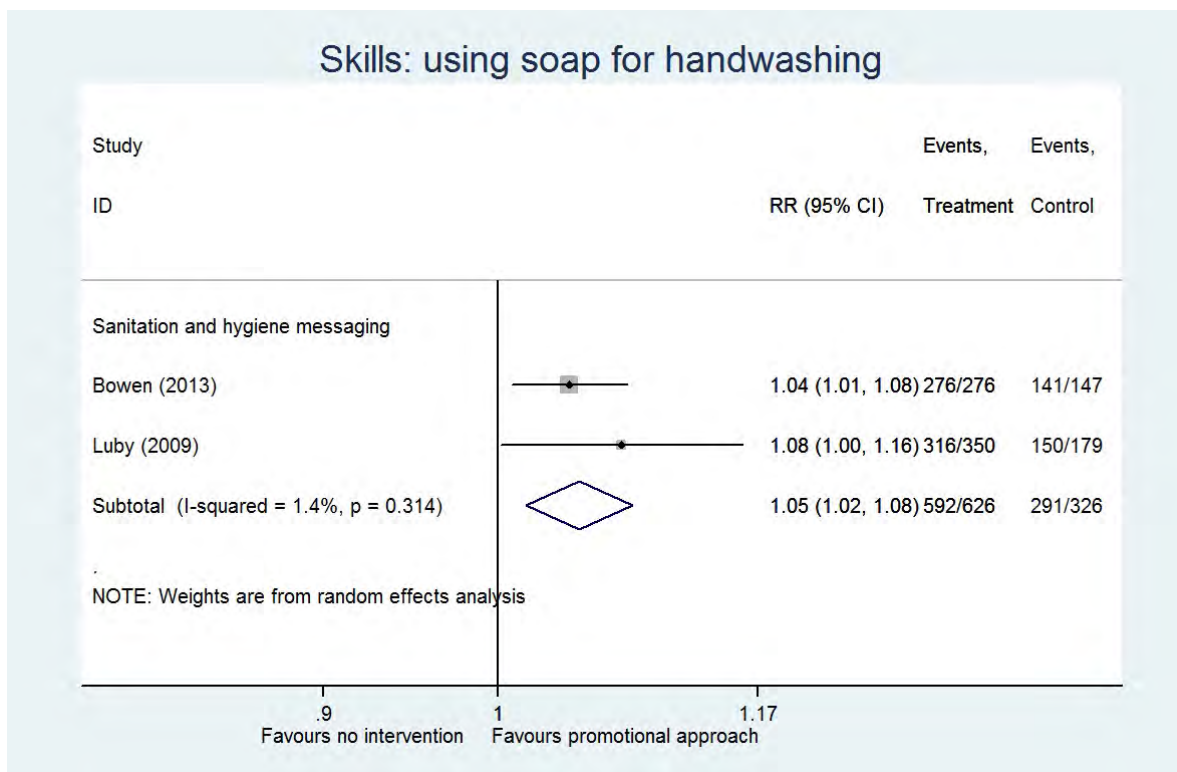 Skills: using soap for handwashing
Study Events, Events,
ID RR (95% CI) Treatment Control
Sanitation and hygiene messaging
Bowen (2013) 1.04 (1.01, 1.08) 276/276 141/147
Luby (2009) 1.08 (1.00, 1.16) 316/350 150/179
Subtotal (I-squared = 1.4%, p = 0.314) 1.05 (1.02, 1.08) 592/626 291/326
.
NOTE: Weights are from random effects analysis
.9 1 1.17
Favours no intervention Favours promotional approach